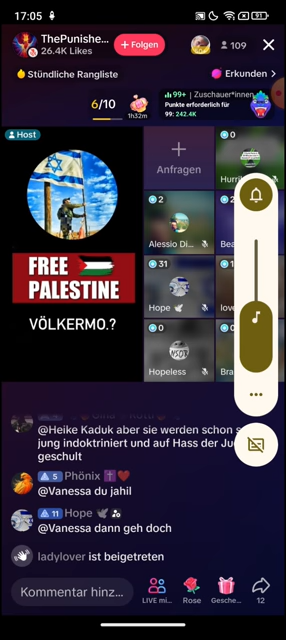 17:05
91
ThePunishe...
26.4K Likes
+ Folgen
109
Stündliche Rangliste
Erkunden >
6/10
1h32m
99+ | Zuschauer*innen
Punkte erforderlich für
99: 242.4K
Host
FREE
PALESTINE
VÖLKERMO.?
+
Anfragen
0
Hurri
2
Alessio Di...
Bea
31
Hope 🕊
1
love
0
Hopeless
0
Bra
@Heike Kaduk aber sie werden schon s
jung indoktriniert und auf Hass der Ju
geschult
5 Phönix ✝️❤️
@Vanessa du jahil
11 Hope 🕊
@Vanessa dann geh doch
ladylover ist beigetreten
Kommentar hinz...
LIVE mi...
Rose
Gesche...
12